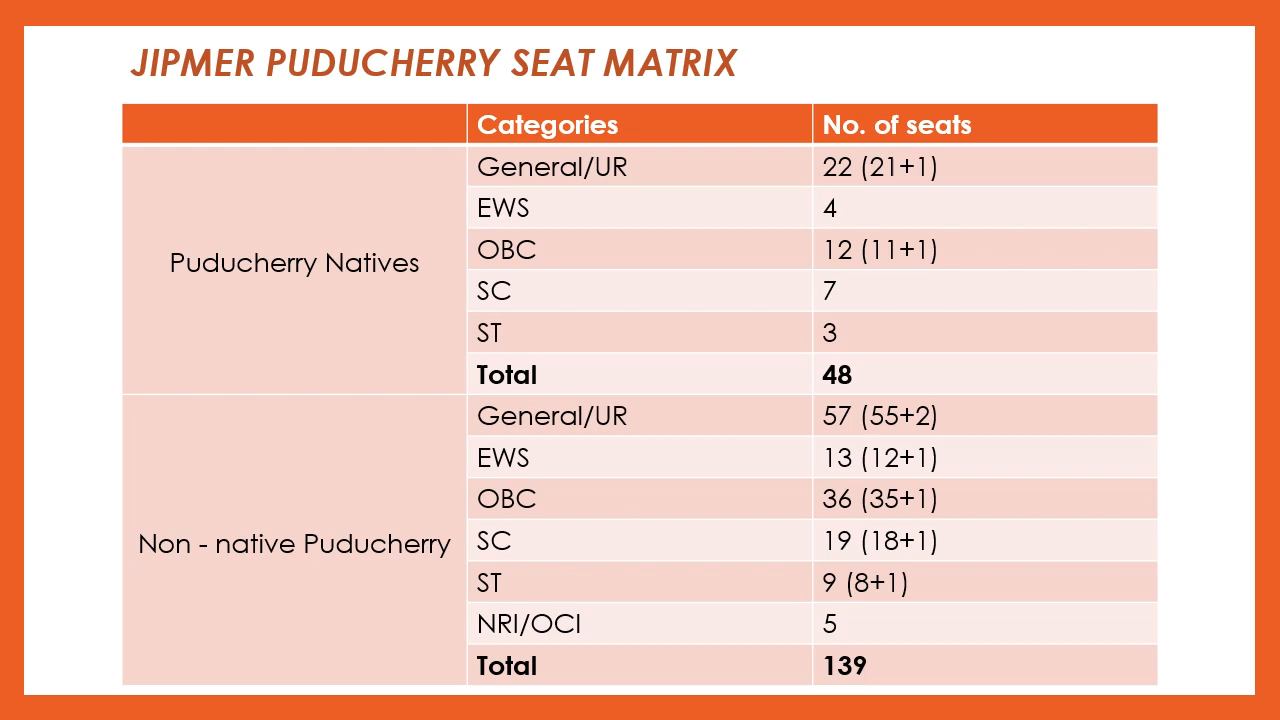 JIPMER PUDUCHERRY SEAT MATRIX
Categories No. of seats
Puducherry Natives
General/UR 22 (21+1)
EWS 4
OBC 12 (11+1)
SC 7
ST 3
Total 48
Non - native Puducherry
General/UR 57 (55+2)
EWS 13 (12+1)
OBC 36 (35+1)
SC 19 (18+1)
ST 9 (8+1)
NRI/OCI 5
Total 139